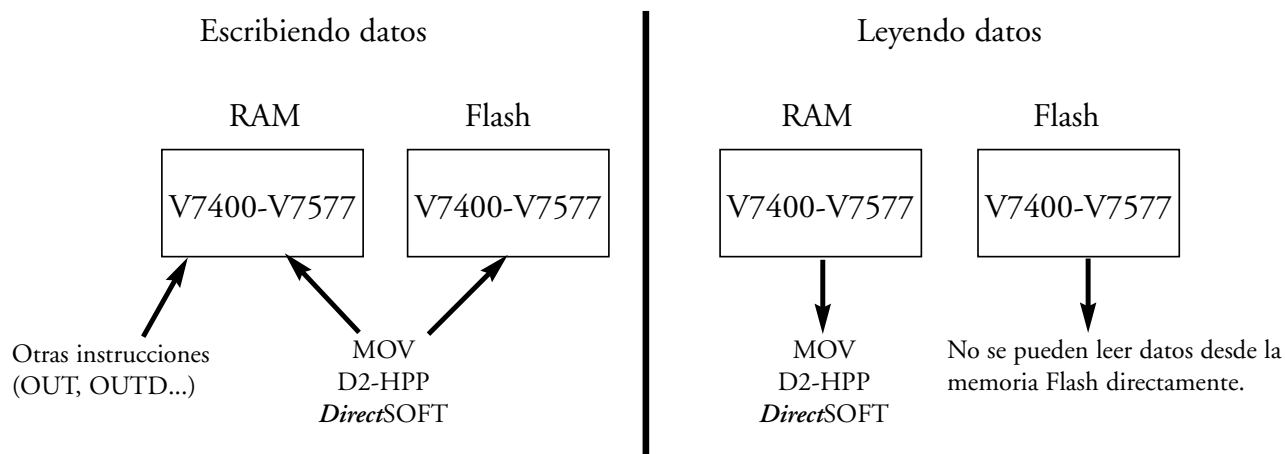 Escribiendo datos
RAM
Flash
V7400-V7577
V7400-V7577
Otras instrucciones
(OUT, OUTD...)
MOV
D2-HPP
DirectSOFT
Leyendo datos
RAM
Flash
V7400-V7577
V7400-V7577
MOV
D2-HPP
DirectSOFT
No se pueden leer datos desde la
memoria Flash directamente.